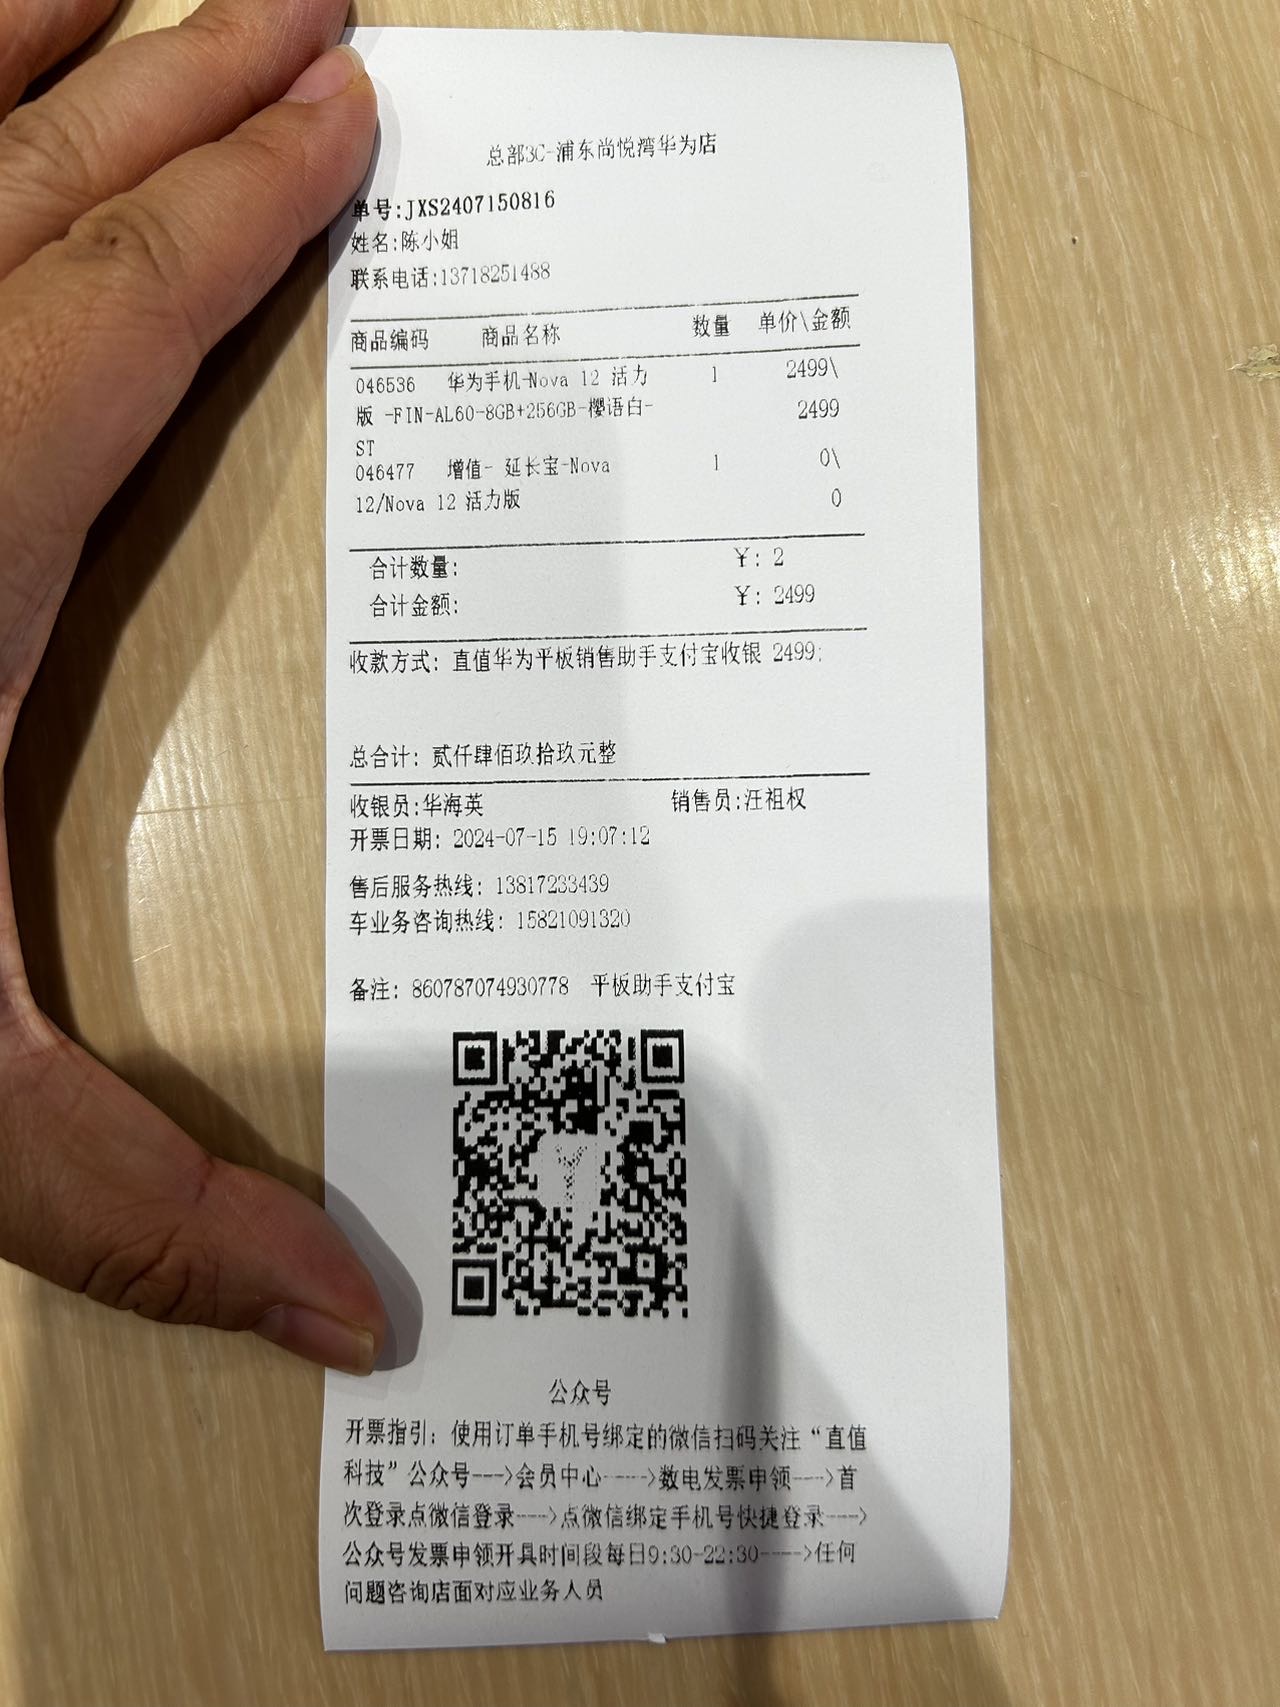 总部3C-浦东尚悦湾华为店
单号:JXS2407150816
姓名:陈小姐
联系电话:13718251488
商品编码 商品名称 数量 单价\金额
046536 华为手机-Nova 12 活力 1 2499\
版 -FIN-AL60-8GB+256GB-樱语白- 2499
ST
046477 增值- 延长宝-Nova 1 0\
12/Nova 12 活力版 0
合计数量: ¥: 2
合计金额: ¥: 2499
收款方式: 直值华为平板销售助手支付宝收银 2499;
总合计: 贰仟肆佰玖拾玖元整
收银员:华海英 销售员:汪祖权
开票日期: 2024-07-15 19:07:12
售后服务热线: 13817233439
车业务咨询热线: 15821091320
备注: 860787074930778 平板助手支付宝
公众号
开票指引: 使用订单手机号绑定的微信扫码关注“直值
科技”公众号--->会员中心----->数电发票申领---->首
次登录点微信登录---->点微信绑定手机号快捷登录---->
公众号发票申领开具时间段每日9:30-22:30---->任何
问题咨询店面对应业务人员